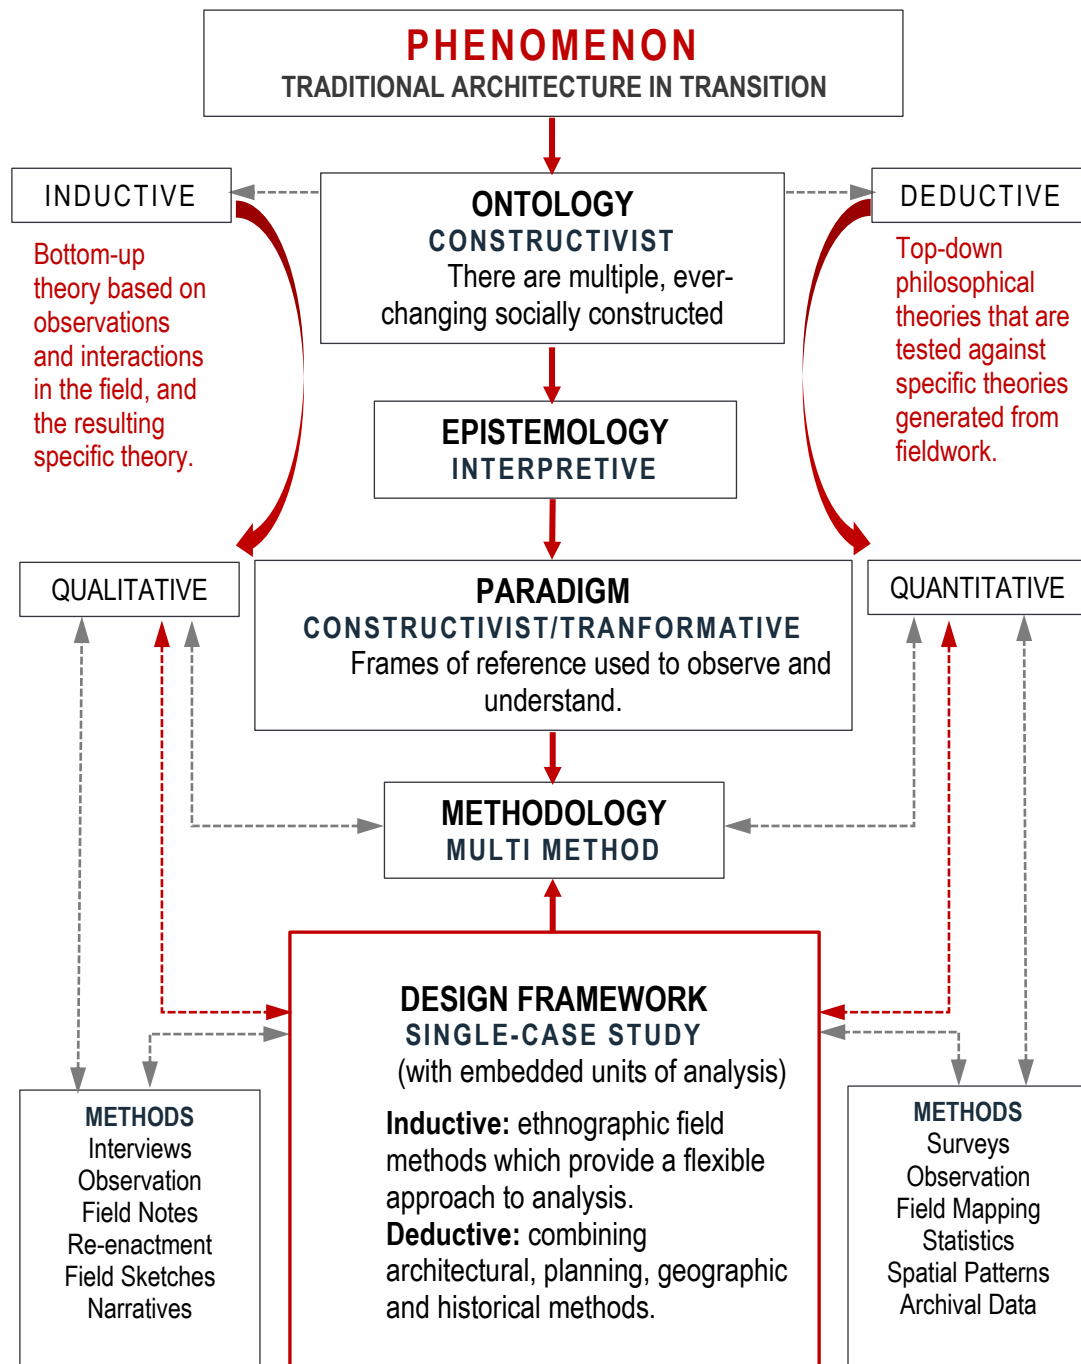 PHENOMENON
TRADITIONAL ARCHITECTURE IN TRANSITION
INDUCTIVE
Bottom-up
theory based on
observations
and interactions
in the field, and
the resulting
specific theory.
ONTOLOGY
CONSTRUCTIVIST
There are multiple, ever-
changing socially constructed
DEDUCTIVE
Top-down
philosophical
theories that are
tested against
specific theories
generated from
fieldwork.
EPISTEMOLOGY
INTERPRETIVE
QUALITATIVE
PARADIGM
CONSTRUCTIVIST/TRANFORMATIVE
Frames of reference used to observe and
understand.
QUANTITATIVE
METHODOLOGY
MULTI METHOD
DESIGN FRAMEWORK
SINGLE-CASE STUDY
(with embedded units of analysis)
Inductive: ethnographic field
methods which provide a flexible
approach to analysis.
Deductive: combining
architectural, planning, geographic
and historical methods.
METHODS
Interviews
Observation
Field Notes
Re-enactment
Field Sketches
Narratives
METHODS
Surveys
Observation
Field Mapping
Statistics
Spatial Patterns
Archival Data